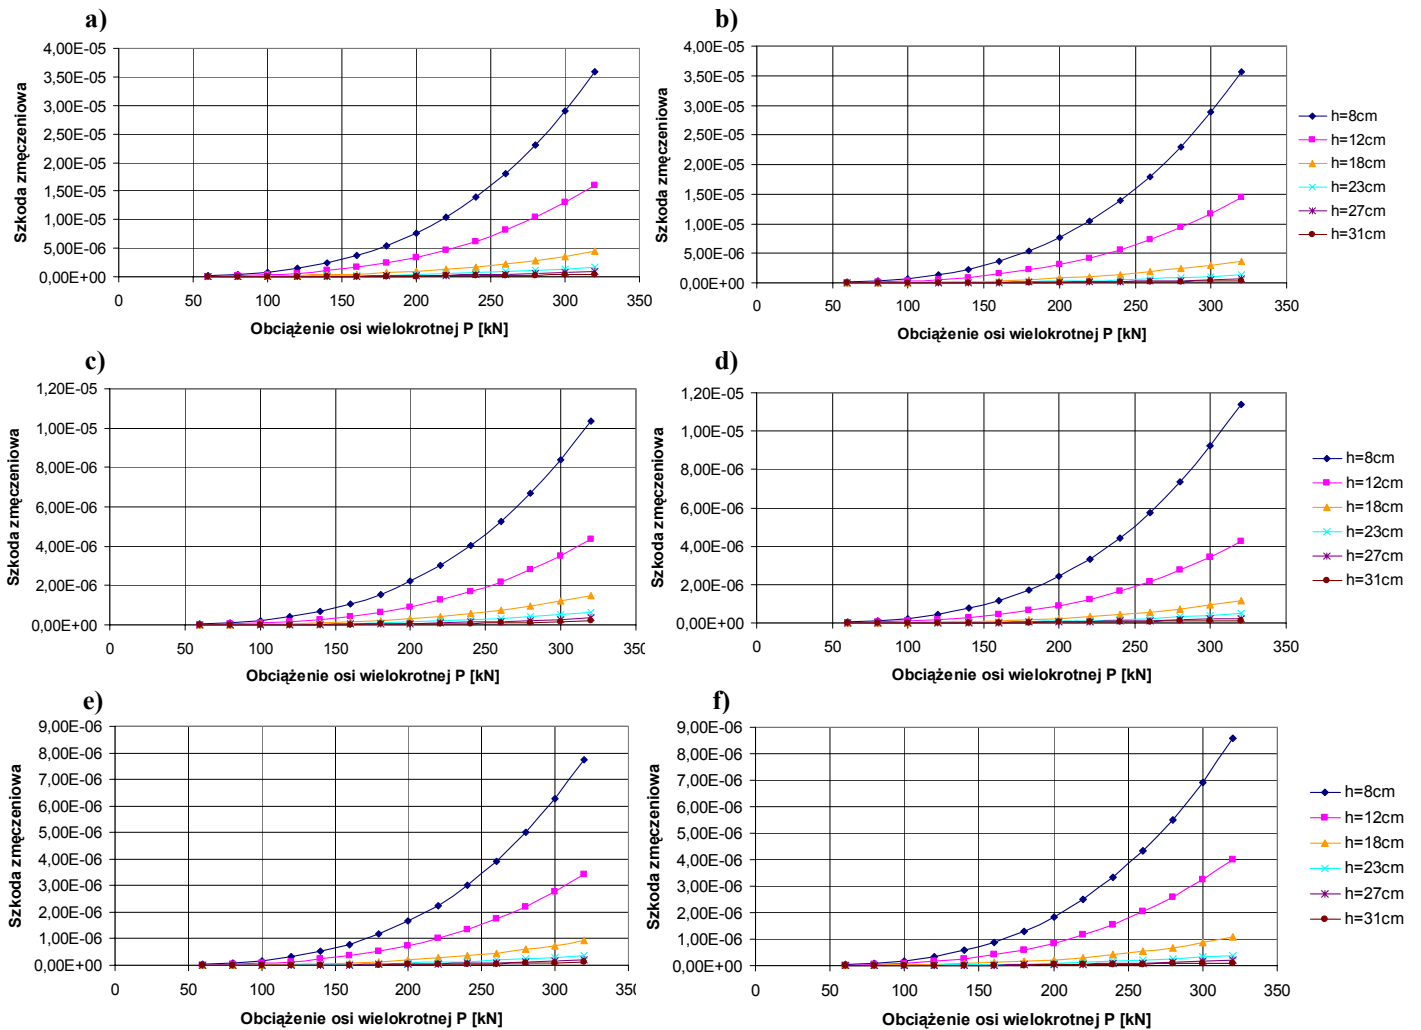 a)
Szkoda zmęczeniowa
4,00E-05
3,50E-05
3,00E-05
2,50E-05
2,00E-05
1,50E-05
1,00E-05
5,00E-06
0,00E+00
0 50 100 150 200 250 300 350
Obciążenie osi wielokrotnej P [kN]
b)
Szkoda zmęczeniowa
4,00E-05
3,50E-05
3,00E-05
2,50E-05
2,00E-05
1,50E-05
1,00E-05
5,00E-06
0,00E+00
0 50 100 150 200 250 300 350
Obciążenie osi wielokrotnej P [kN]
h=8cm
h=12cm
h=18cm
h=23cm
h=27cm
h=31cm
c)
Szkoda zmęczeniowa
1,20E-05
1,00E-05
8,00E-06
6,00E-06
4,00E-06
2,00E-06
0,00E+00
0 50 100 150 200 250 300 350
Obciążenie osi wielokrotnej P [kN]
d)
Szkoda zmęczeniowa
1,20E-05
1,00E-05
8,00E-06
6,00E-06
4,00E-06
2,00E-06
0,00E+00
0 50 100 150 200 250 300 350
Obciążenie osi wielokrotnej P [kN]
h=8cm
h=12cm
h=18cm
h=23cm
h=27cm
h=31cm
e)
Szkoda zmęczeniowa
9,00E-06
8,00E-06
7,00E-06
6,00E-06
5,00E-06
4,00E-06
3,00E-06
2,00E-06
1,00E-06
0,00E+00
0 50 100 150 200 250 300 350
Obciążenie osi wielokrotnej P [kN]
f)
Szkoda zmęczeniowa
9,00E-06
8,00E-06
7,00E-06
6,00E-06
5,00E-06
4,00E-06
3,00E-06
2,00E-06
1,00E-06
0,00E+00
0 50 100 150 200 250 300 350
Obciążenie osi wielokrotnej P [kN]
h=8cm
h=12cm
h=18cm
h=23cm
h=27cm
h=31cm